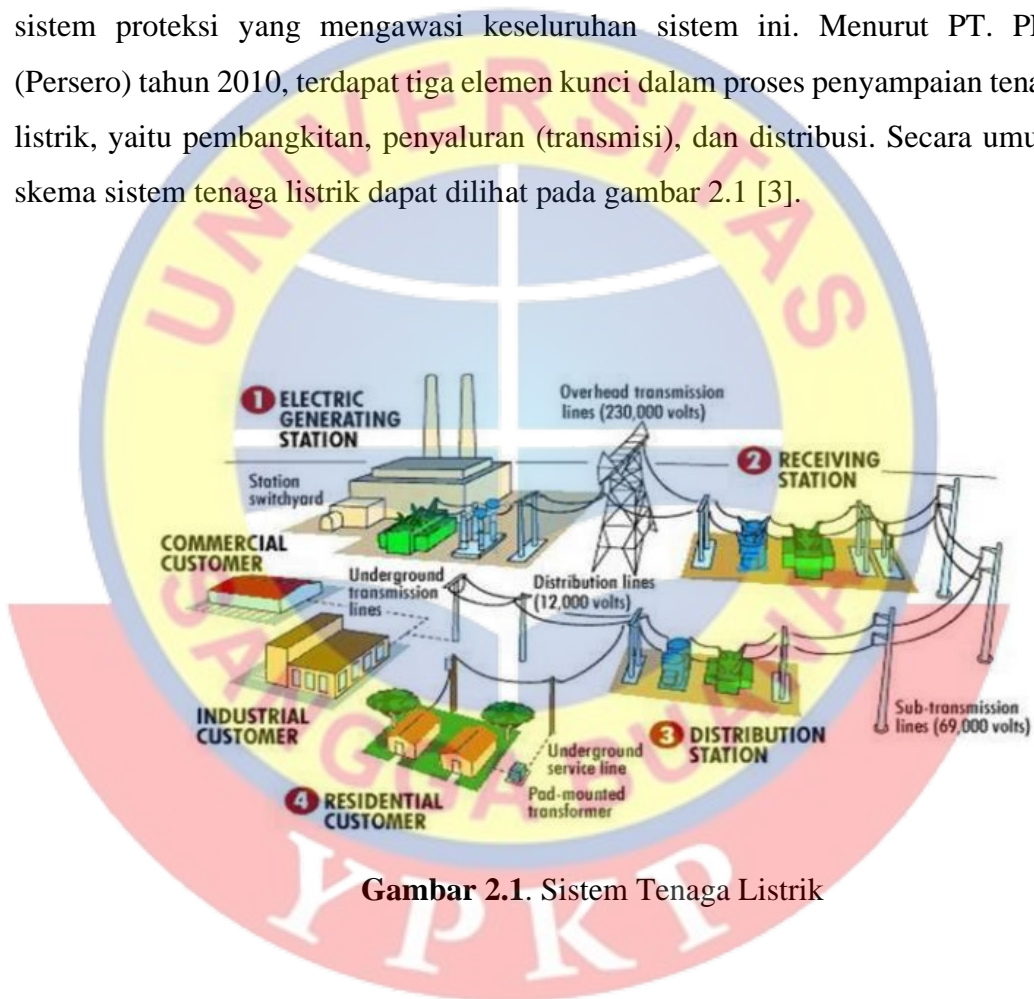 sistem proteksi yang mengawasi keseluruhan sistem ini. Menurut PT.
(Persero) tahun 2010, terdapat tiga elemen kunci dalam proses penyampaian
listrik, yaitu pembangkitan, penyaluran (transmisi), dan distribusi. Secara
skema sistem tenaga listrik dapat dilihat pada gambar 2.1 [3].
UNIVERSITAS
1 ELECTRIC
GENERATING
STATION
Overhead transmission
lines (230,000 volts)
2 RECEIVING
STATION
Station
switchyard
COMMERCIAL
CUSTOMER
Underground
transmission
lines
Distribution lines
(12,000 volts)
Sub-transmission
lines (69,000 volts)
INDUSTRIAL
CUSTOMER
3 DISTRIBUTION
STATION
Underground
service line
Pad-mounted
transformer
4 RESIDENTIAL
CUSTOMER
SANGGA BUANA
YPKP
Gambar 2.1. Sistem Tenaga Listrik